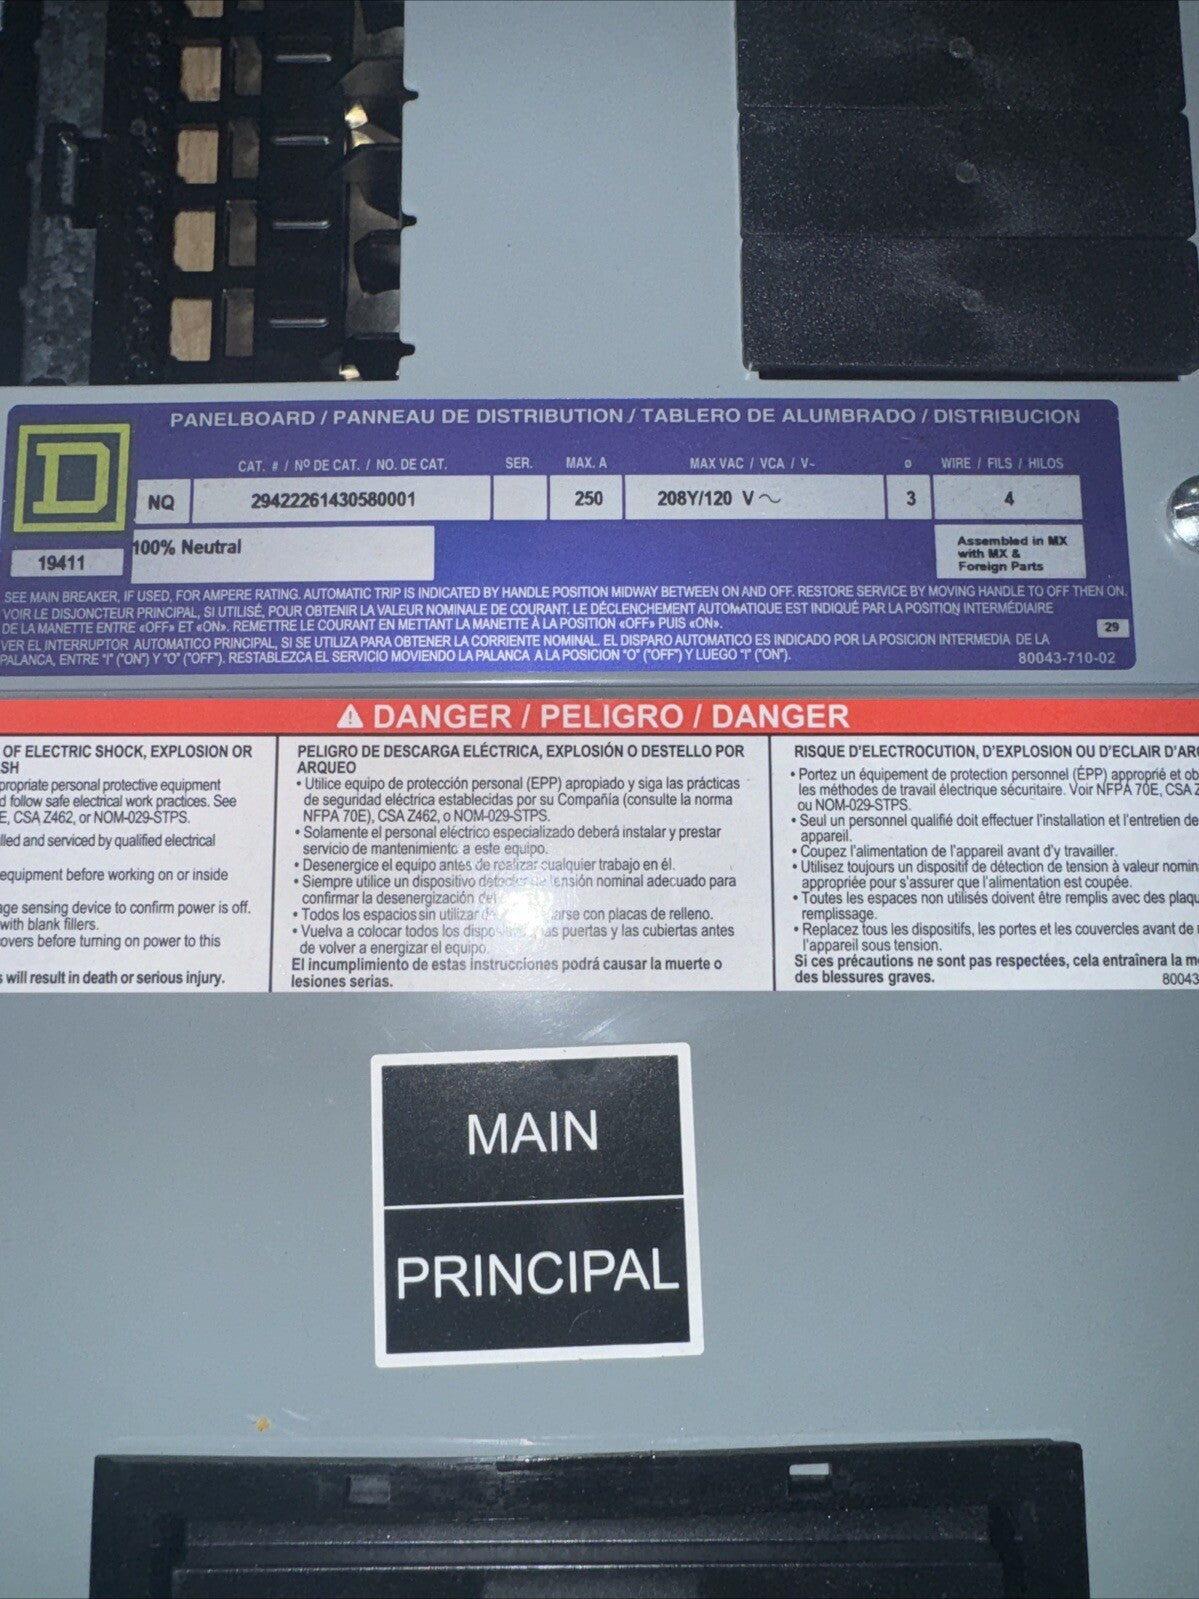 PANELBOARD / PANNEAU DE DISTRIBUTION / TABLERO DE ALUMBRADO / DISTRIBUCION
CAT. # / Nº DE CAT. / NO. DE CAT. SER. MAX. A MAX VAC / VCA / V~ ø WIRE / FILS / HILOS
D
NQ 29422261430580001 250 208Y/120 V~ 3 4
19411 100% Neutral
Assembled in MX
with MX &
Foreign Parts
SEE MAIN BREAKER, IF USED, FOR AMPERE RATING. AUTOMATIC TRIP IS INDICATED BY HANDLE POSITION MIDWAY BETWEEN ON AND OFF. RESTORE SERVICE BY MOVING HANDLE TO OFF THEN ON.
VOIR LE DISJONCTEUR PRINCIPAL, SI UTILISÉ, POUR OBTENIR LA VALEUR NOMINALE DE COURANT. LE DÉCLENCHEMENT AUTOMATIQUE EST INDIQUÉ PAR LA POSITION INTERMÉDIAIRE
DE LA MANETTE ENTRE «OFF» ET «ON». REMETTRE LE COURANT EN METTANT LA MANETTE À LA POSITION «OFF» PUIS «ON».
29
VER EL INTERRUPTOR AUTOMATICO PRINCIPAL, SI SE UTILIZA PARA OBTENER LA CORRIENTE NOMINAL. EL DISPARO AUTOMATICO ES INDICADO POR LA POSICION INTERMEDIA DE LA
PALANCA, ENTRE "I" ("ON") Y "O" ("OFF"). RESTABLEZCA EL SERVICIO MOVIENDO LA PALANCA A LA POSICION "O" ("OFF") Y LUEGO "I" ("ON").
80043-710-02
⚠ DANGER / PELIGRO / DANGER
OF ELECTRIC SHOCK, EXPLOSION OR
SH
propriate personal protective equipment
d follow safe electrical work practices. See
E, CSA Z462, or NOM-029-STPS.
lled and serviced by qualified electrical
equipment before working on or inside
age sensing device to confirm power is off.
with blank fillers.
overs before turning on power to this
s will result in death or serious injury.
PELIGRO DE DESCARGA ELÉCTRICA, EXPLOSIÓN O DESTELLO POR
ARQUEO
• Utilice equipo de protección personal (EPP) apropiado y siga las prácticas
de seguridad eléctrica establecidas por su Compañía (consulte la norma
NFPA 70E), CSA Z462, o NOM-029-STPS.
• Solamente el personal eléctrico especializado deberá instalar y prestar
servicio de mantenimiento a este equipo.
• Desenergice el equipo antes de realizar cualquier trabajo en él.
• Siempre utilice un dispositivo detector de tensión nominal adecuado para
confirmar la desenergización del
• Todos los espacios sin utilizar con placas de relleno.
• Vuelva a colocar todos los las puertas y las cubiertas antes
de volver a energizar el equipo.
El incumplimiento de estas instrucciones podrá causar la muerte o
lesiones serias.
RISQUE D'ELECTROCUTION, D'EXPLOSION OU D'ECLAIR D'ARC
• Portez un équipement de protection personnel (ÉPP) approprié et ob
les méthodes de travail électrique sécuritaire. Voir NFPA 70E, CSA Z
ou NOM-029-STPS.
• Seul un personnel qualifié doit effectuer l'installation et l'entretien de
appareil.
• Coupez l'alimentation de l'appareil avant d'y travailler.
• Utilisez toujours un dispositif de détection de tension à valeur nomin
appropriée pour s'assurer que l'alimentation est coupée.
• Toutes les espaces non utilisés doivent être remplis avec des plaqu
remplissage.
• Replacez tous les dispositifs, les portes et les couvercles avant de
l'appareil sous tension.
Si ces précautions ne sont pas respectées, cela entraînera la m
des blessures graves.
80043
MAIN
PRINCIPAL